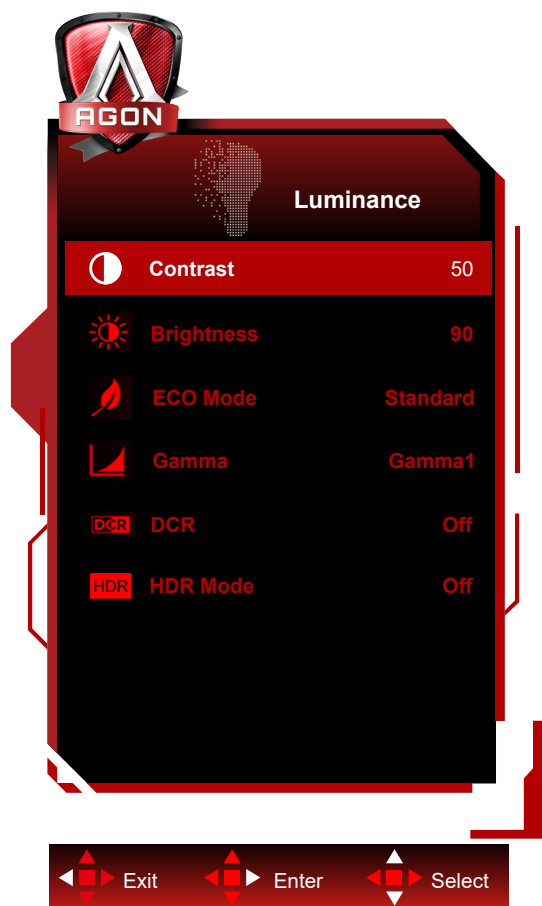 AGON
Luminance
Contrast 50
Brightness 90
ECO Mode Standard
Gamma Gamma1
DCR DCR Off
HDR HDR Mode Off
Exit Enter Select